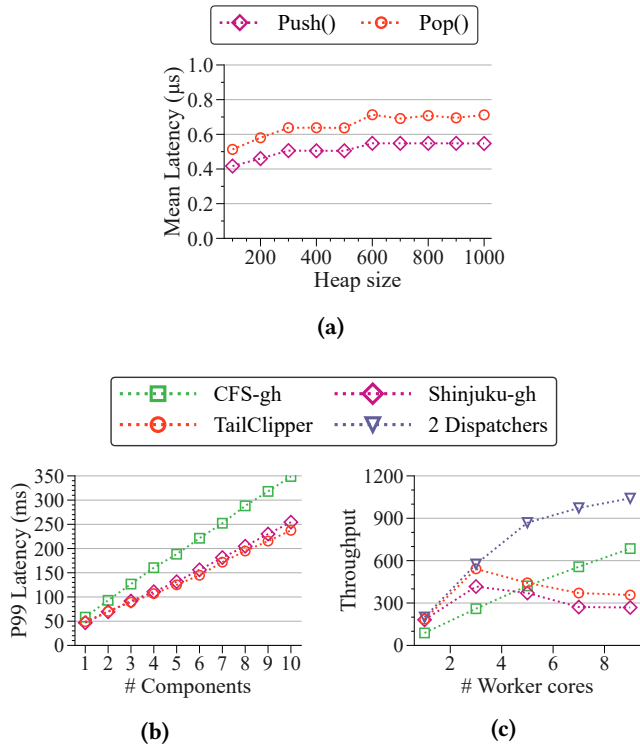 Push() Pop()
Mean Latency (μs)
1.0
0.8
0.6
0.4
0.2
0.0
200 400 600 800 1000
Heap size
(a)
CFS-gh Shinjuku-gh
TailClipper 2 Dispatchers
P99 Latency (ms)
350
300
250
200
150
100
50
0
1 2 3 4 5 6 7 8 9 10
# Components
(b)
Throughput
1200
900
600
300
0
2 4 6 8
# Worker cores
(c)